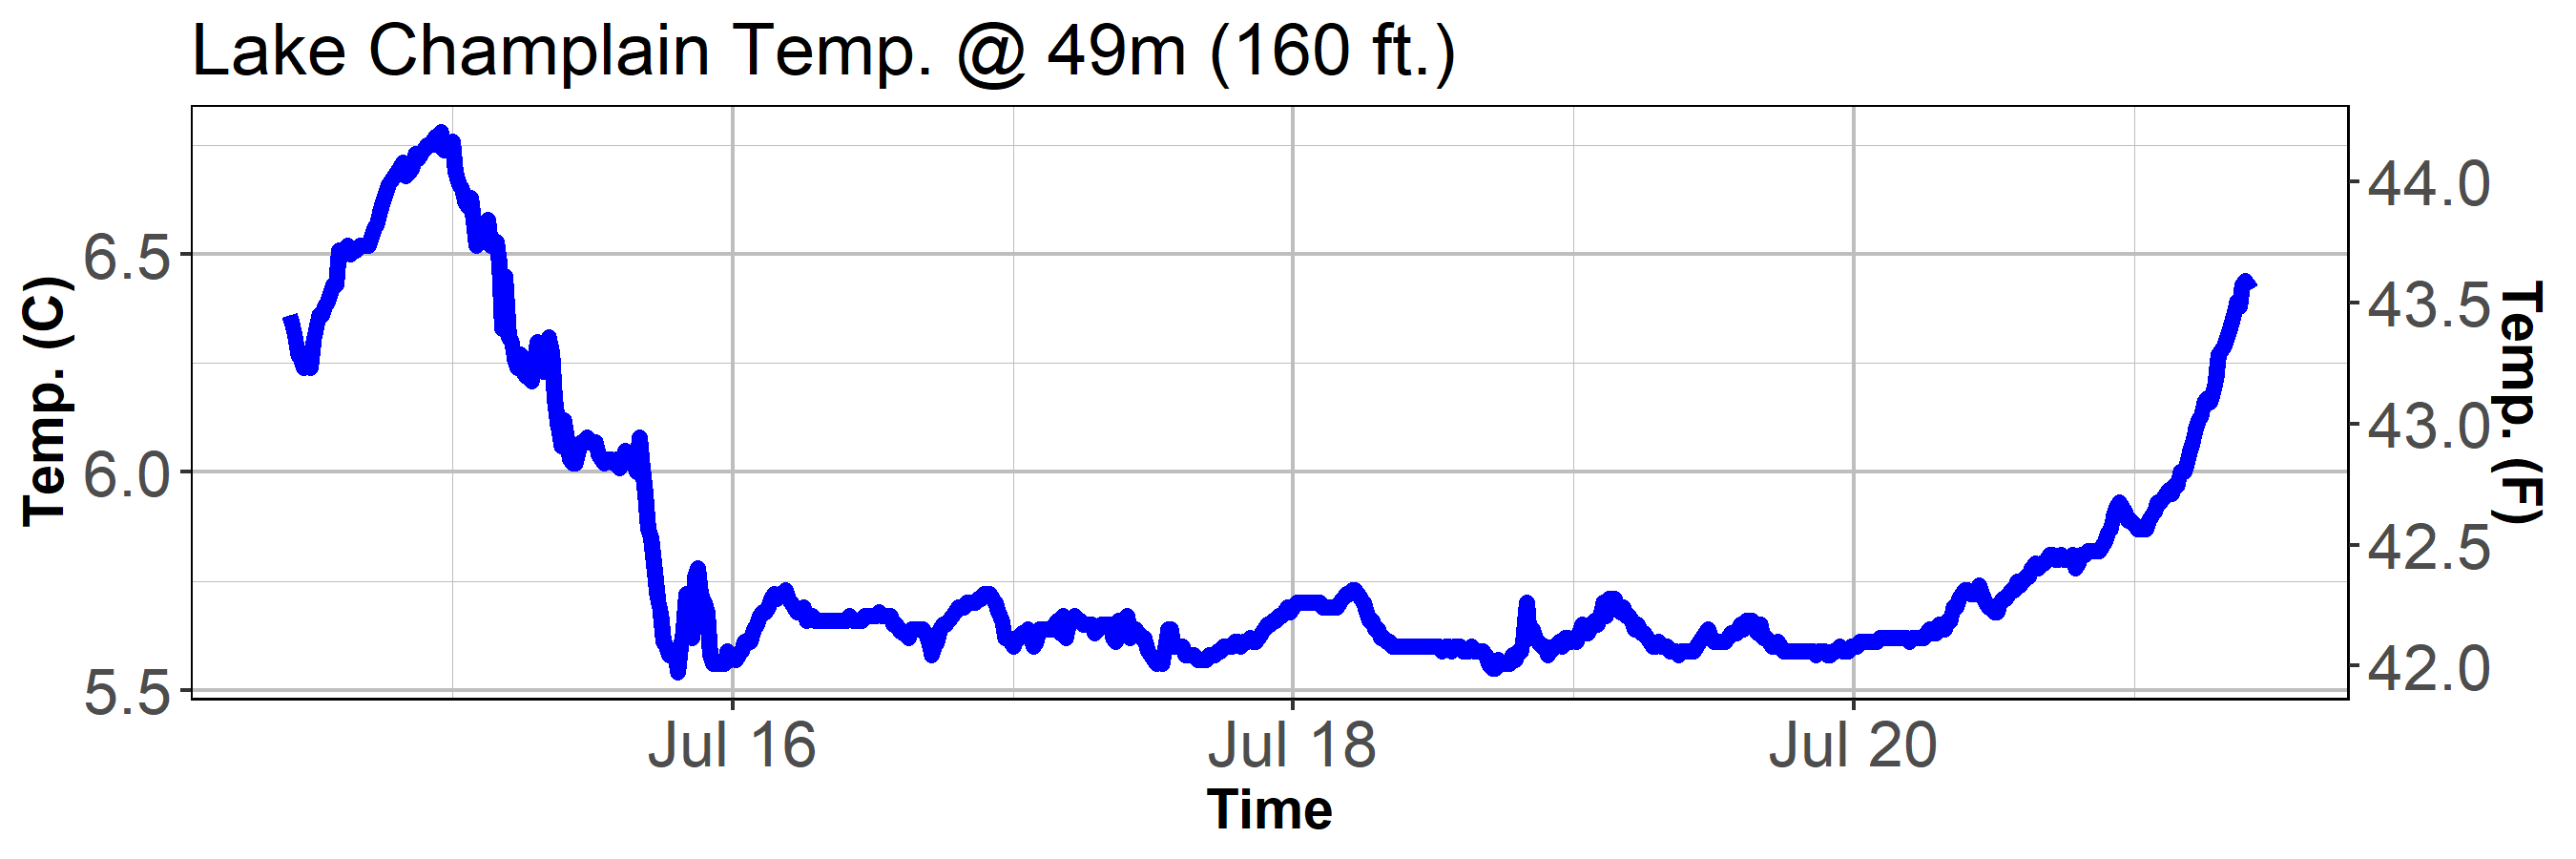 Lake Champlain Temp. @ 49m (160 ft.)
Temp. (C)
6.5
6.0
5.5
44.0
43.5
43.0
42.5
42.0
Temp. (F)
Jul 16 Jul 18 Jul 20
Time